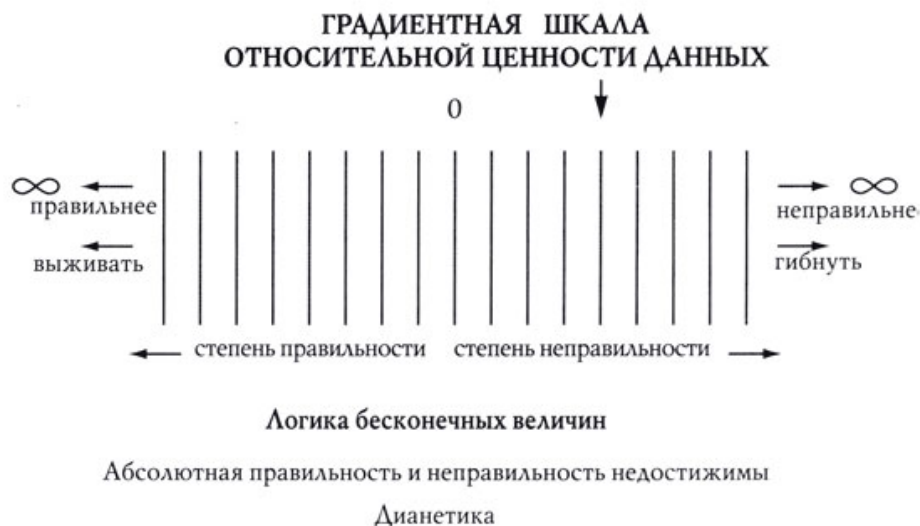 ГРАДИЕНТНАЯ ШКАЛА
ОТНОСИТЕЛЬНОЙ ЦЕННОСТИ ДАННЫХ
0
∞ ∞
правильнее неправильне
выживать гибнуть
степень правильности степень неправильности
Логика бесконечных величин
Абсолютная правильность и неправильность недостижимы
Дианетика